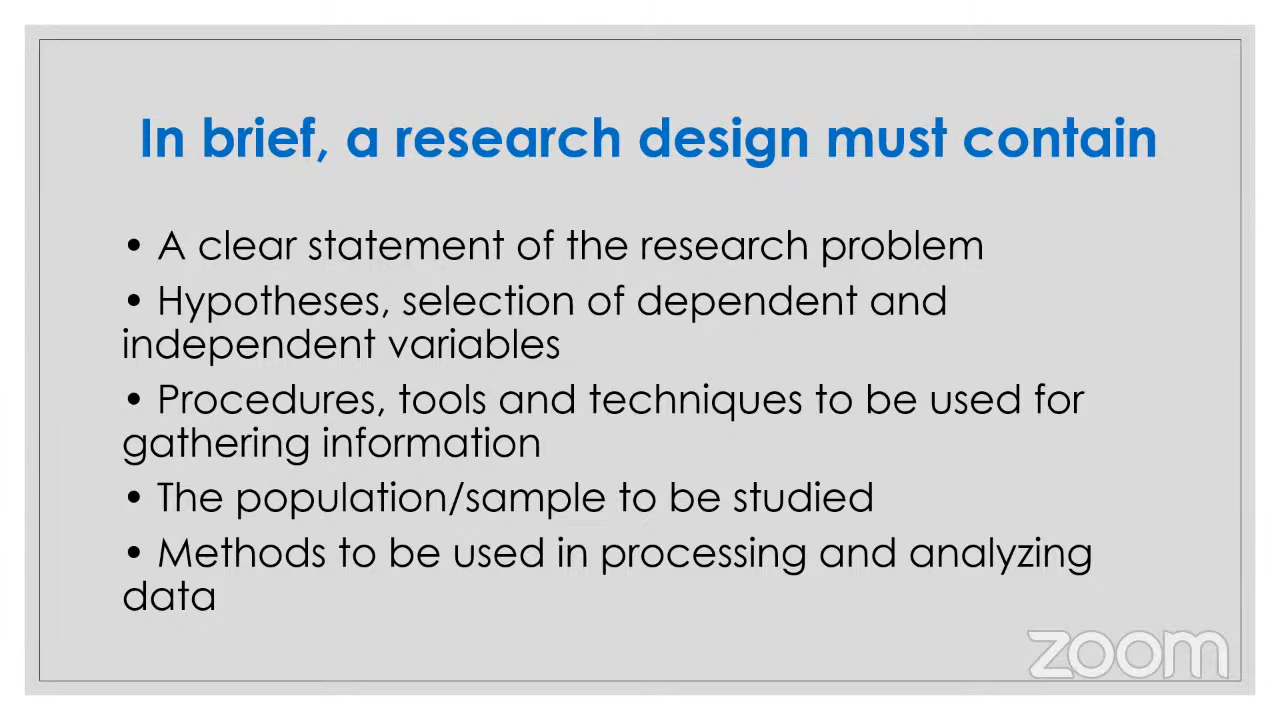 In brief, a research design must contain
• A clear statement of the research problem
• Hypotheses, selection of dependent and
independent variables
• Procedures, tools and techniques to be used for
gathering information
• The population/sample to be studied
• Methods to be used in processing and analyzing
data
zoom